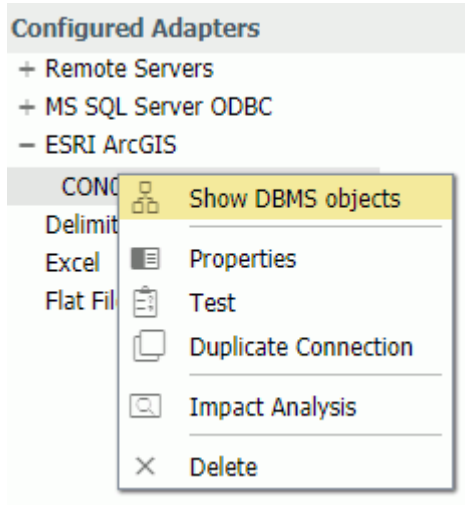 Configured Adapters
+ Remote Servers
+ MS SQL Server ODBC
− ESRI ArcGIS
Show DBMS objects
Excel
Properties
Test
Duplicate Connection
Impact Analysis
Delete